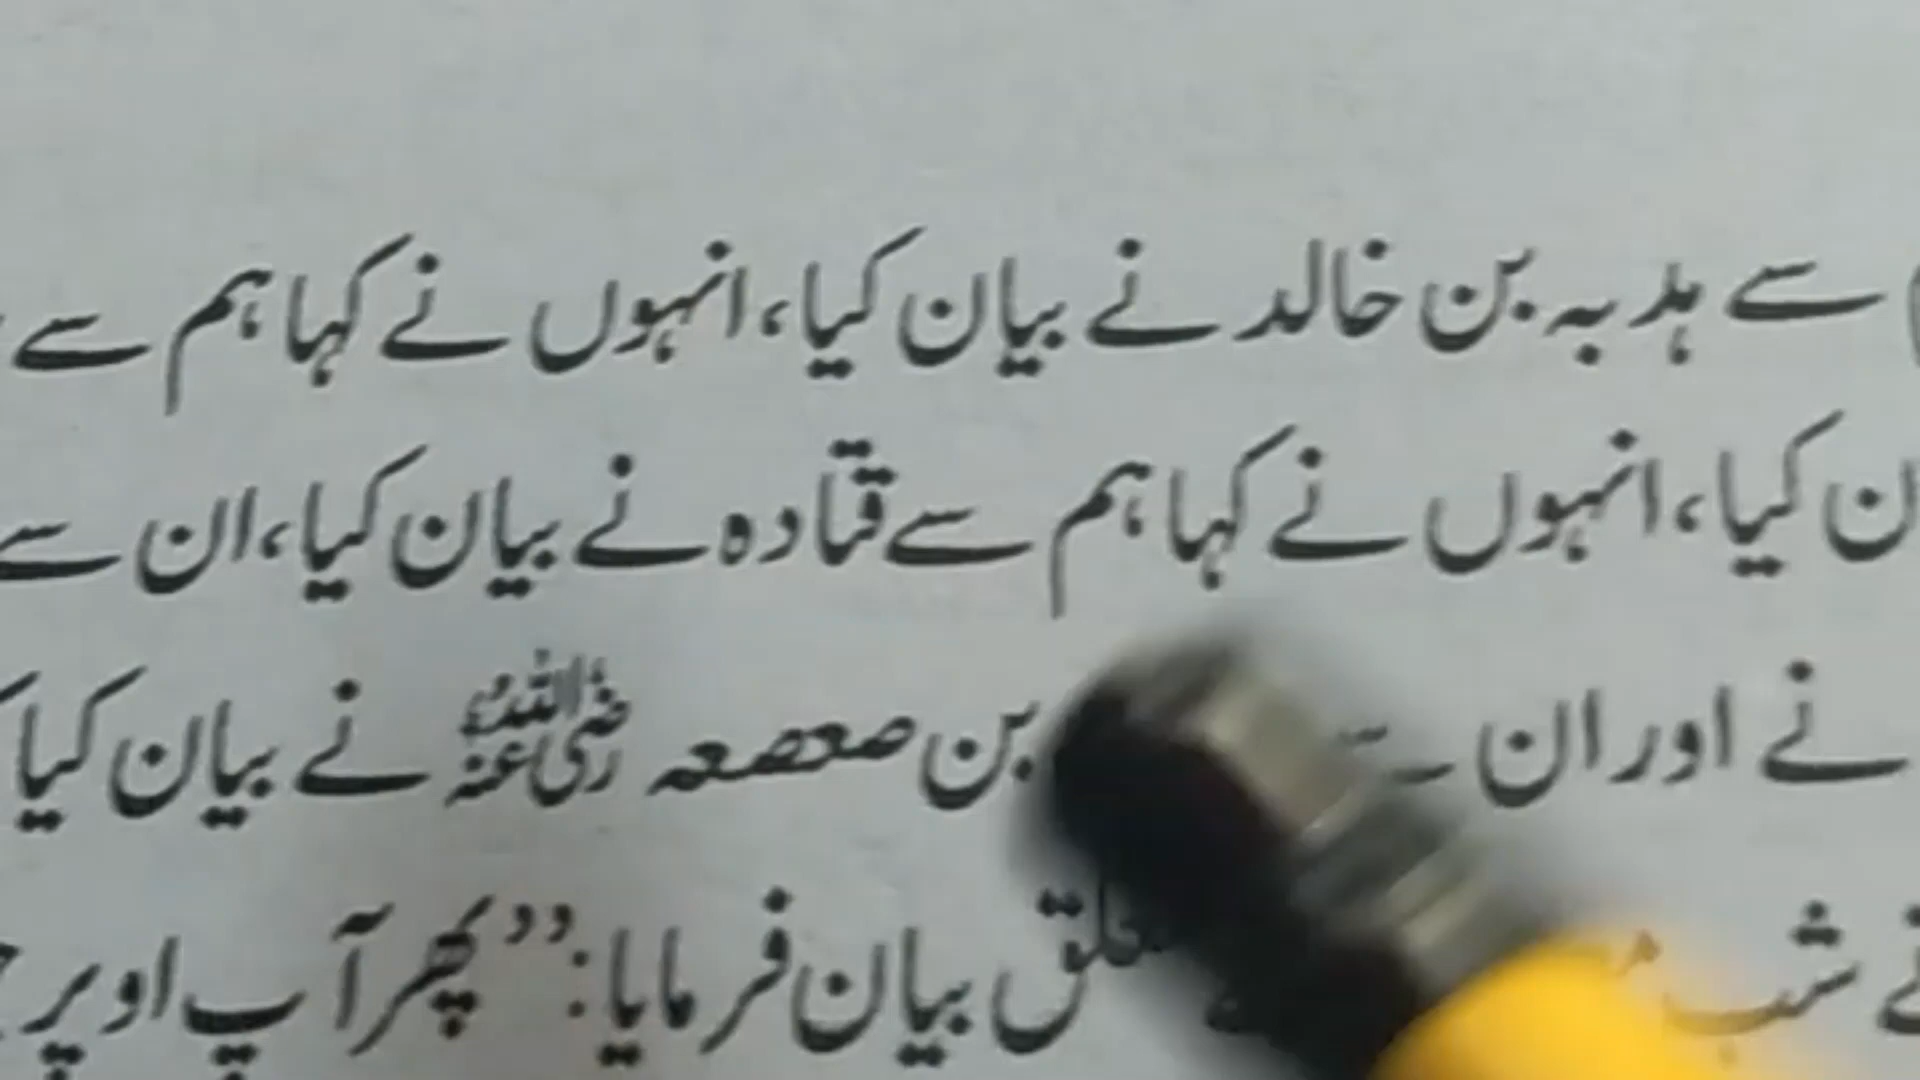 سے ہدبہ بن خالد نے بیان کیا، انہوں نے کہا ہم سے
کیا، انہوں نے کہا ہم سے قتادہ نے بیان کیا، ان سے
نے اور ان سے بن صعصعہ رضی اللہ عنہ نے بیان کیا
شب بیان فرمایا: ’’پھر آپ اوپر